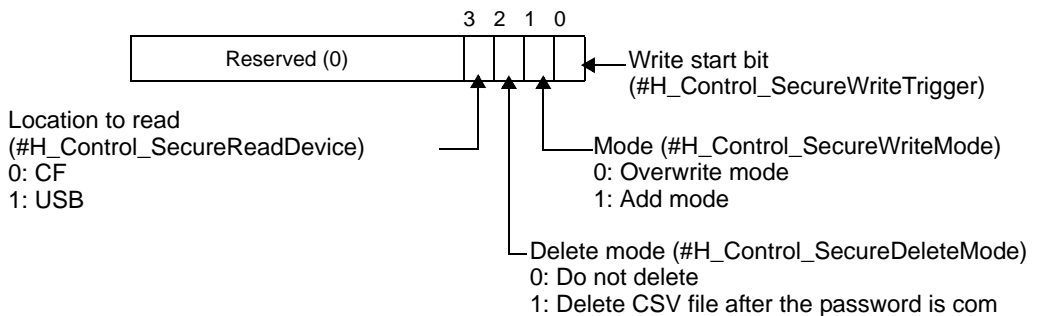 3 2 1 0
Reserved (0)
Write start bit
(#H_Control_SecureWriteTrigger)
Location to read
(#H_Control_SecureReadDevice)
0: CF
1: USB
Mode (#H_Control_SecureWriteMode)
0: Overwrite mode
1: Add mode
Delete mode (#H_Control_SecureDeleteMode)
0: Do not delete
1: Delete CSV file after the password is com